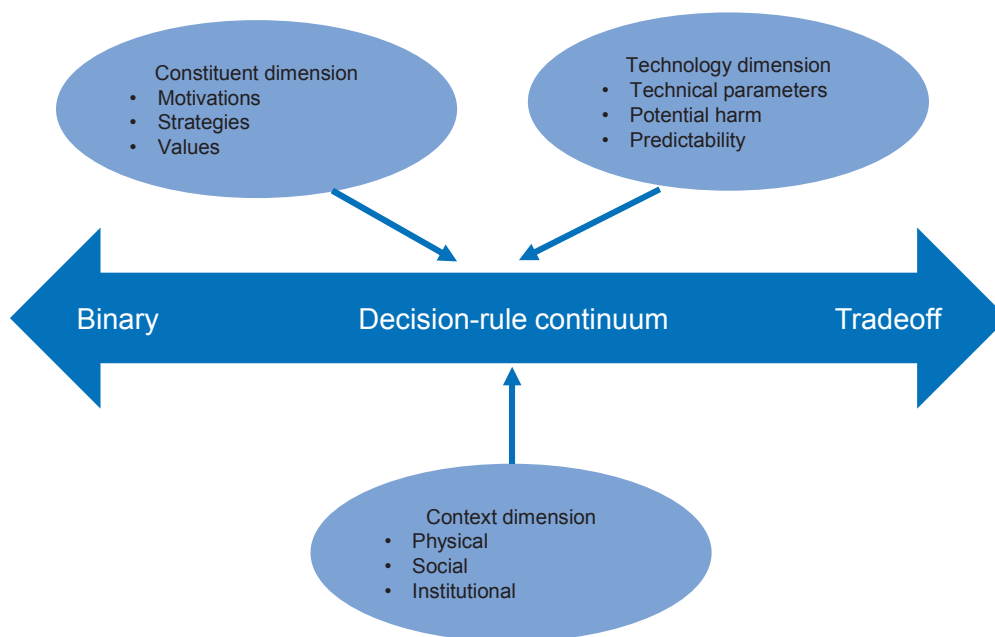 Constituent dimension
• Motivations
• Strategies
• Values
Technology dimension
• Technical parameters
• Potential harm
• Predictability
Binary
Decision-rule continuum
Tradeoff
Context dimension
• Physical
• Social
• Institutional